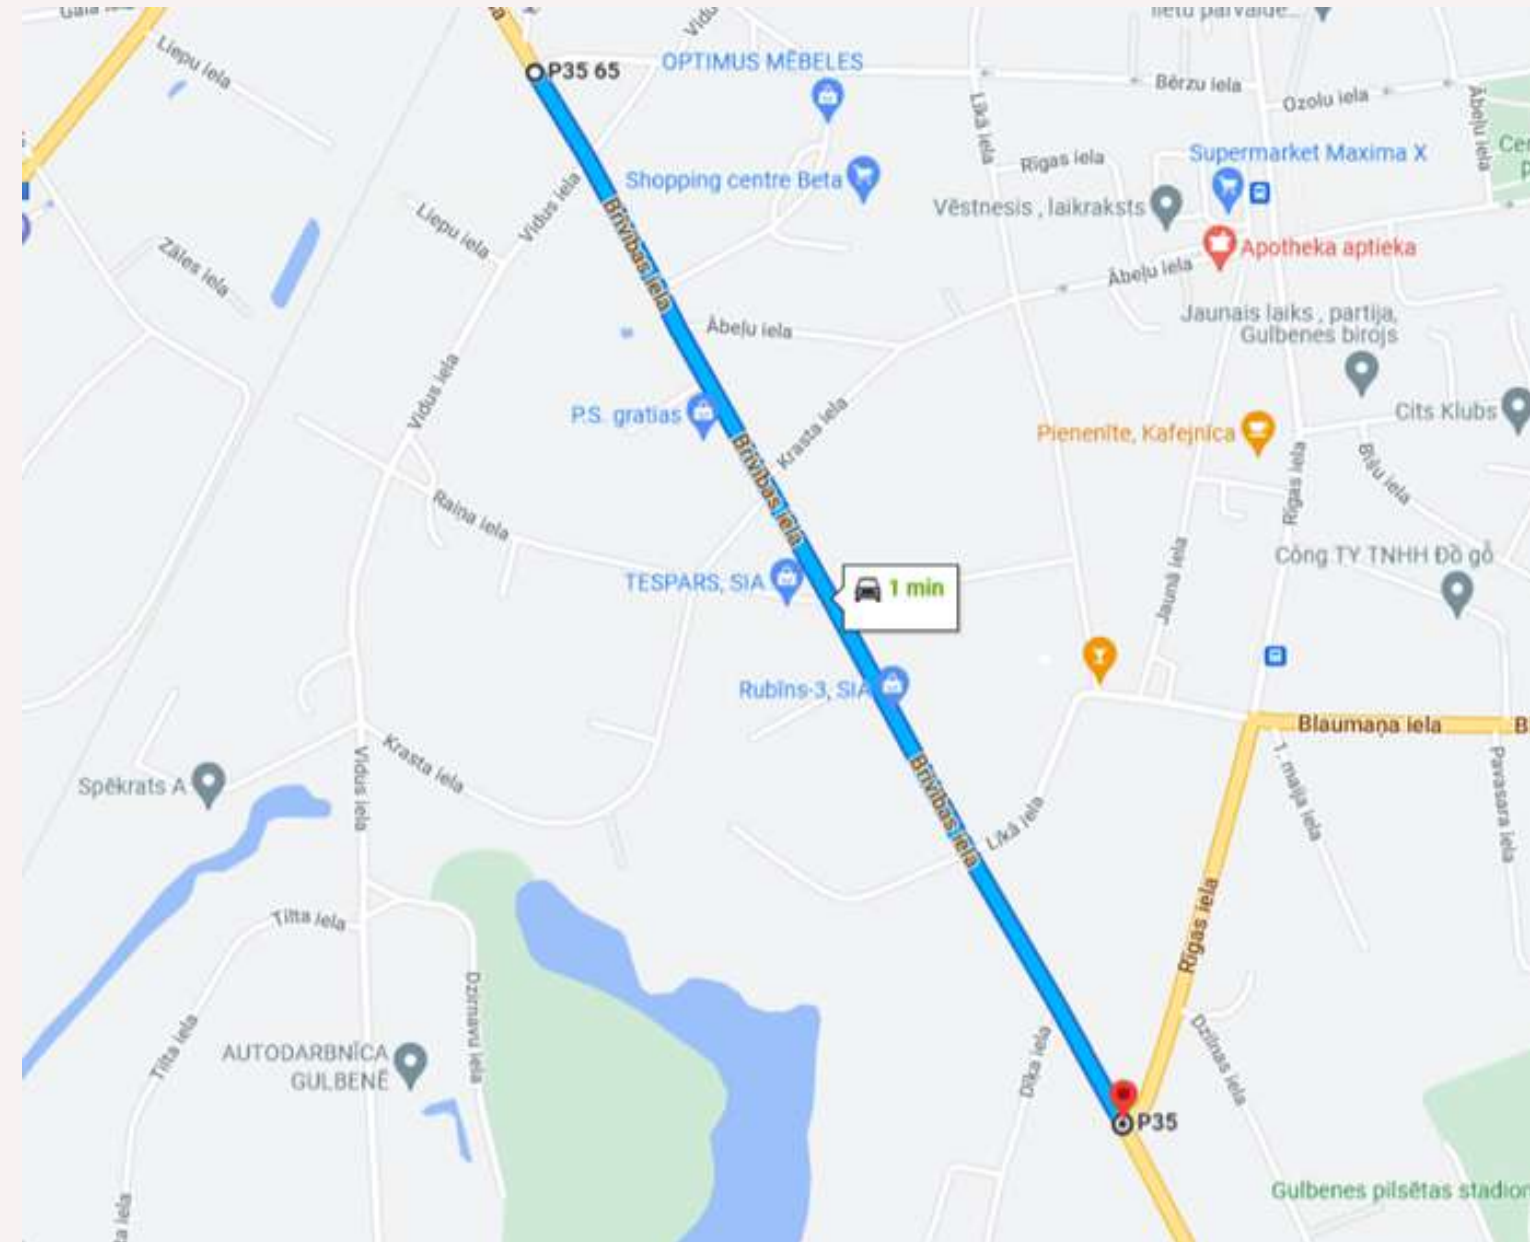 Gaia iela
Liepu iela
P35 65
OPTIMUS MĒBELES
Bērzu iela
Ozolu iela
Ābeļu iela
Līkā iela
Rīgas iela
Supermarket Maxima X
Shopping centre Beta
Vēstnesis , laikraksts
Vidus iela
Liepu iela
Brīvības iela
Apotheka aptieka
Ābeļu iela
Zāles iela
Jaunais laiks , partija,
Gulbenes birojs
Ābeļu iela
Vidus iela
P.S. gratias
Krasta iela
Cits Klubs
Pienenīte, Kafejnīca
Brīvības iela
Rīgas iela
Bišu iela
Raiņa iela
Công TY TNHH Đồ gỗ
TESPARS, SIA
1 min
Jaunā iela
Rubīns-3, SIA
Blaumaņa iela
B
Krasta iela
Vidus iela
Spēkrats A
1. maija iela
Pavasara iela
Brīvības iela
Līkā iela
Tilta iela
Rīgas iela
Dzirnavu iela
Tilta iela
AUTODARBNĪCA
GULBENĒ
Dīķa iela
Dzilnas iela
P35
Gulbenes pilsētas stadion